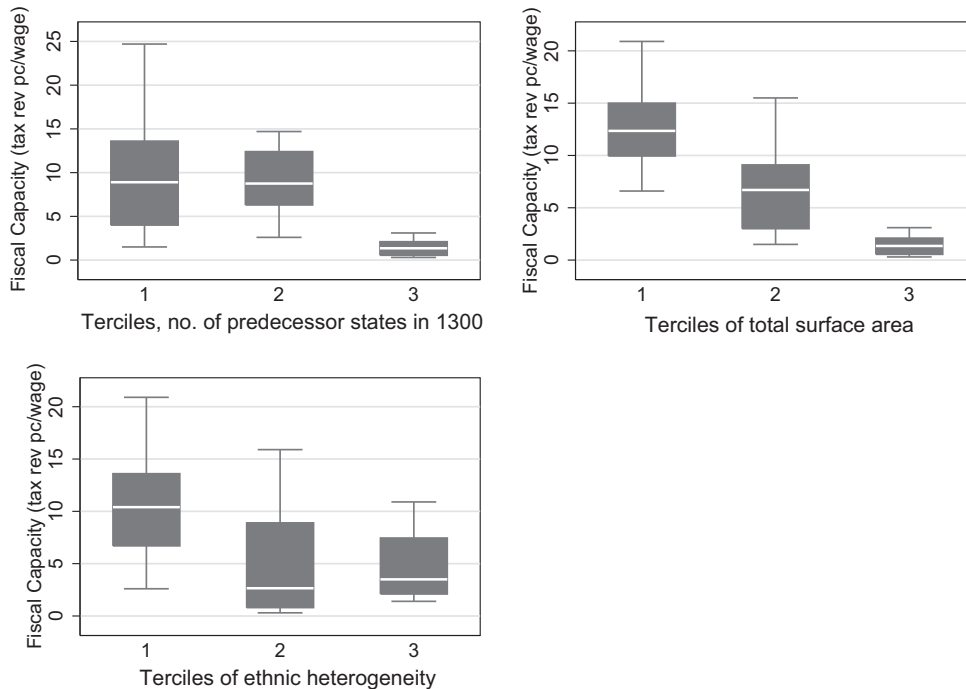 Fiscal Capacity (tax rev pc/wage)
25
20
15
10
5
0
1 2 3
Terciles, no. of predecessor states in 1300
Fiscal Capacity (tax rev pc/wage)
20
15
10
5
0
1 2 3
Terciles of total surface area
Fiscal Capacity (tax rev pc/wage)
20
15
10
5
0
1 2 3
Terciles of ethnic heterogeneity